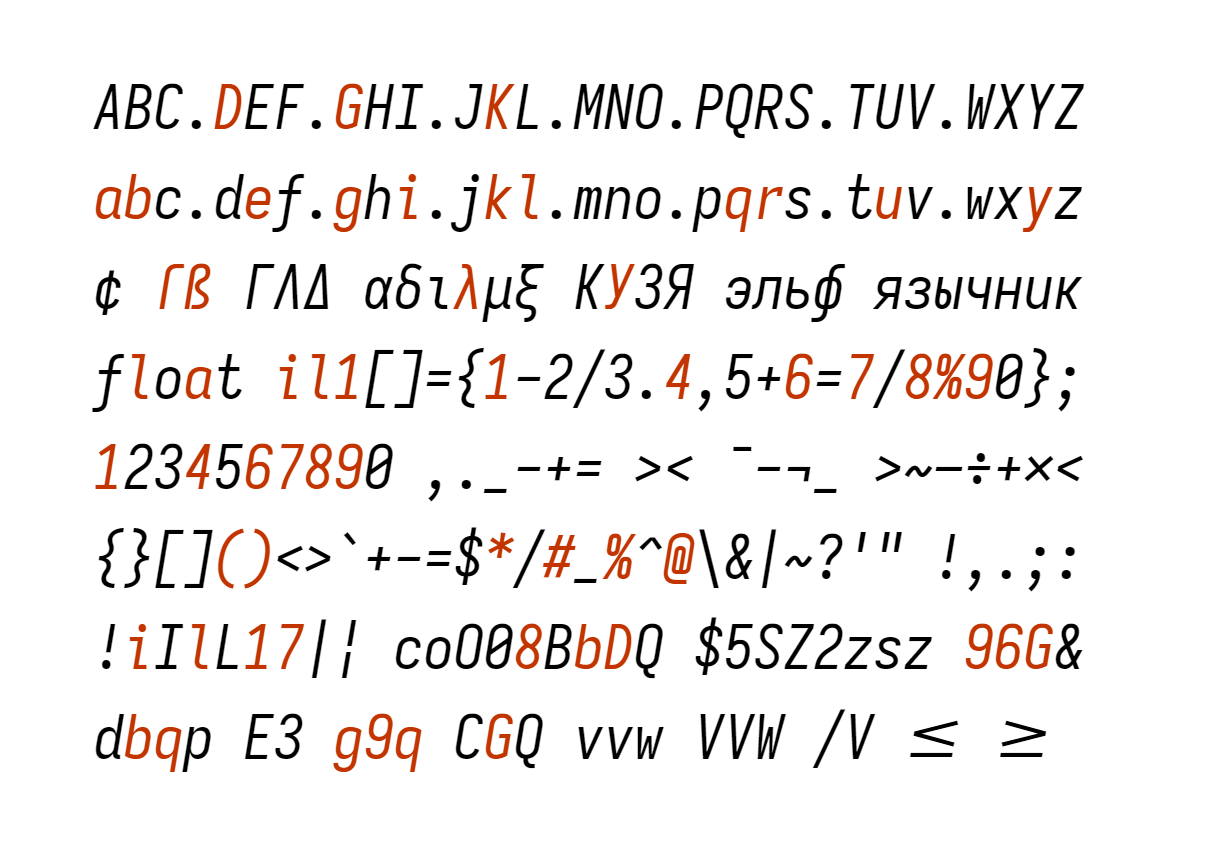 ABC.DEF.GHI.JKL.MNO.PQRS.TUV.WXYZ
abc.def.ghi.jkl.mno.pqrs.tuv.wxyz
¢ ſß ΓΛΔ αδιλμξ КУЗЯ эльф язычник
float il1[]={1-2/3.4,5+6=7/8%90};
1234567890 ,._-+= >< ¯-¬_ >~–÷+×<
{}[]()<>`+-=$*/#_%^@\&|~?'" !,.;:
!iIlL17|¦ coO08BbDQ $5SZ2zsz 96G&
dbqp E3 g9q CGQ vvw VVW /V ≤ ≥